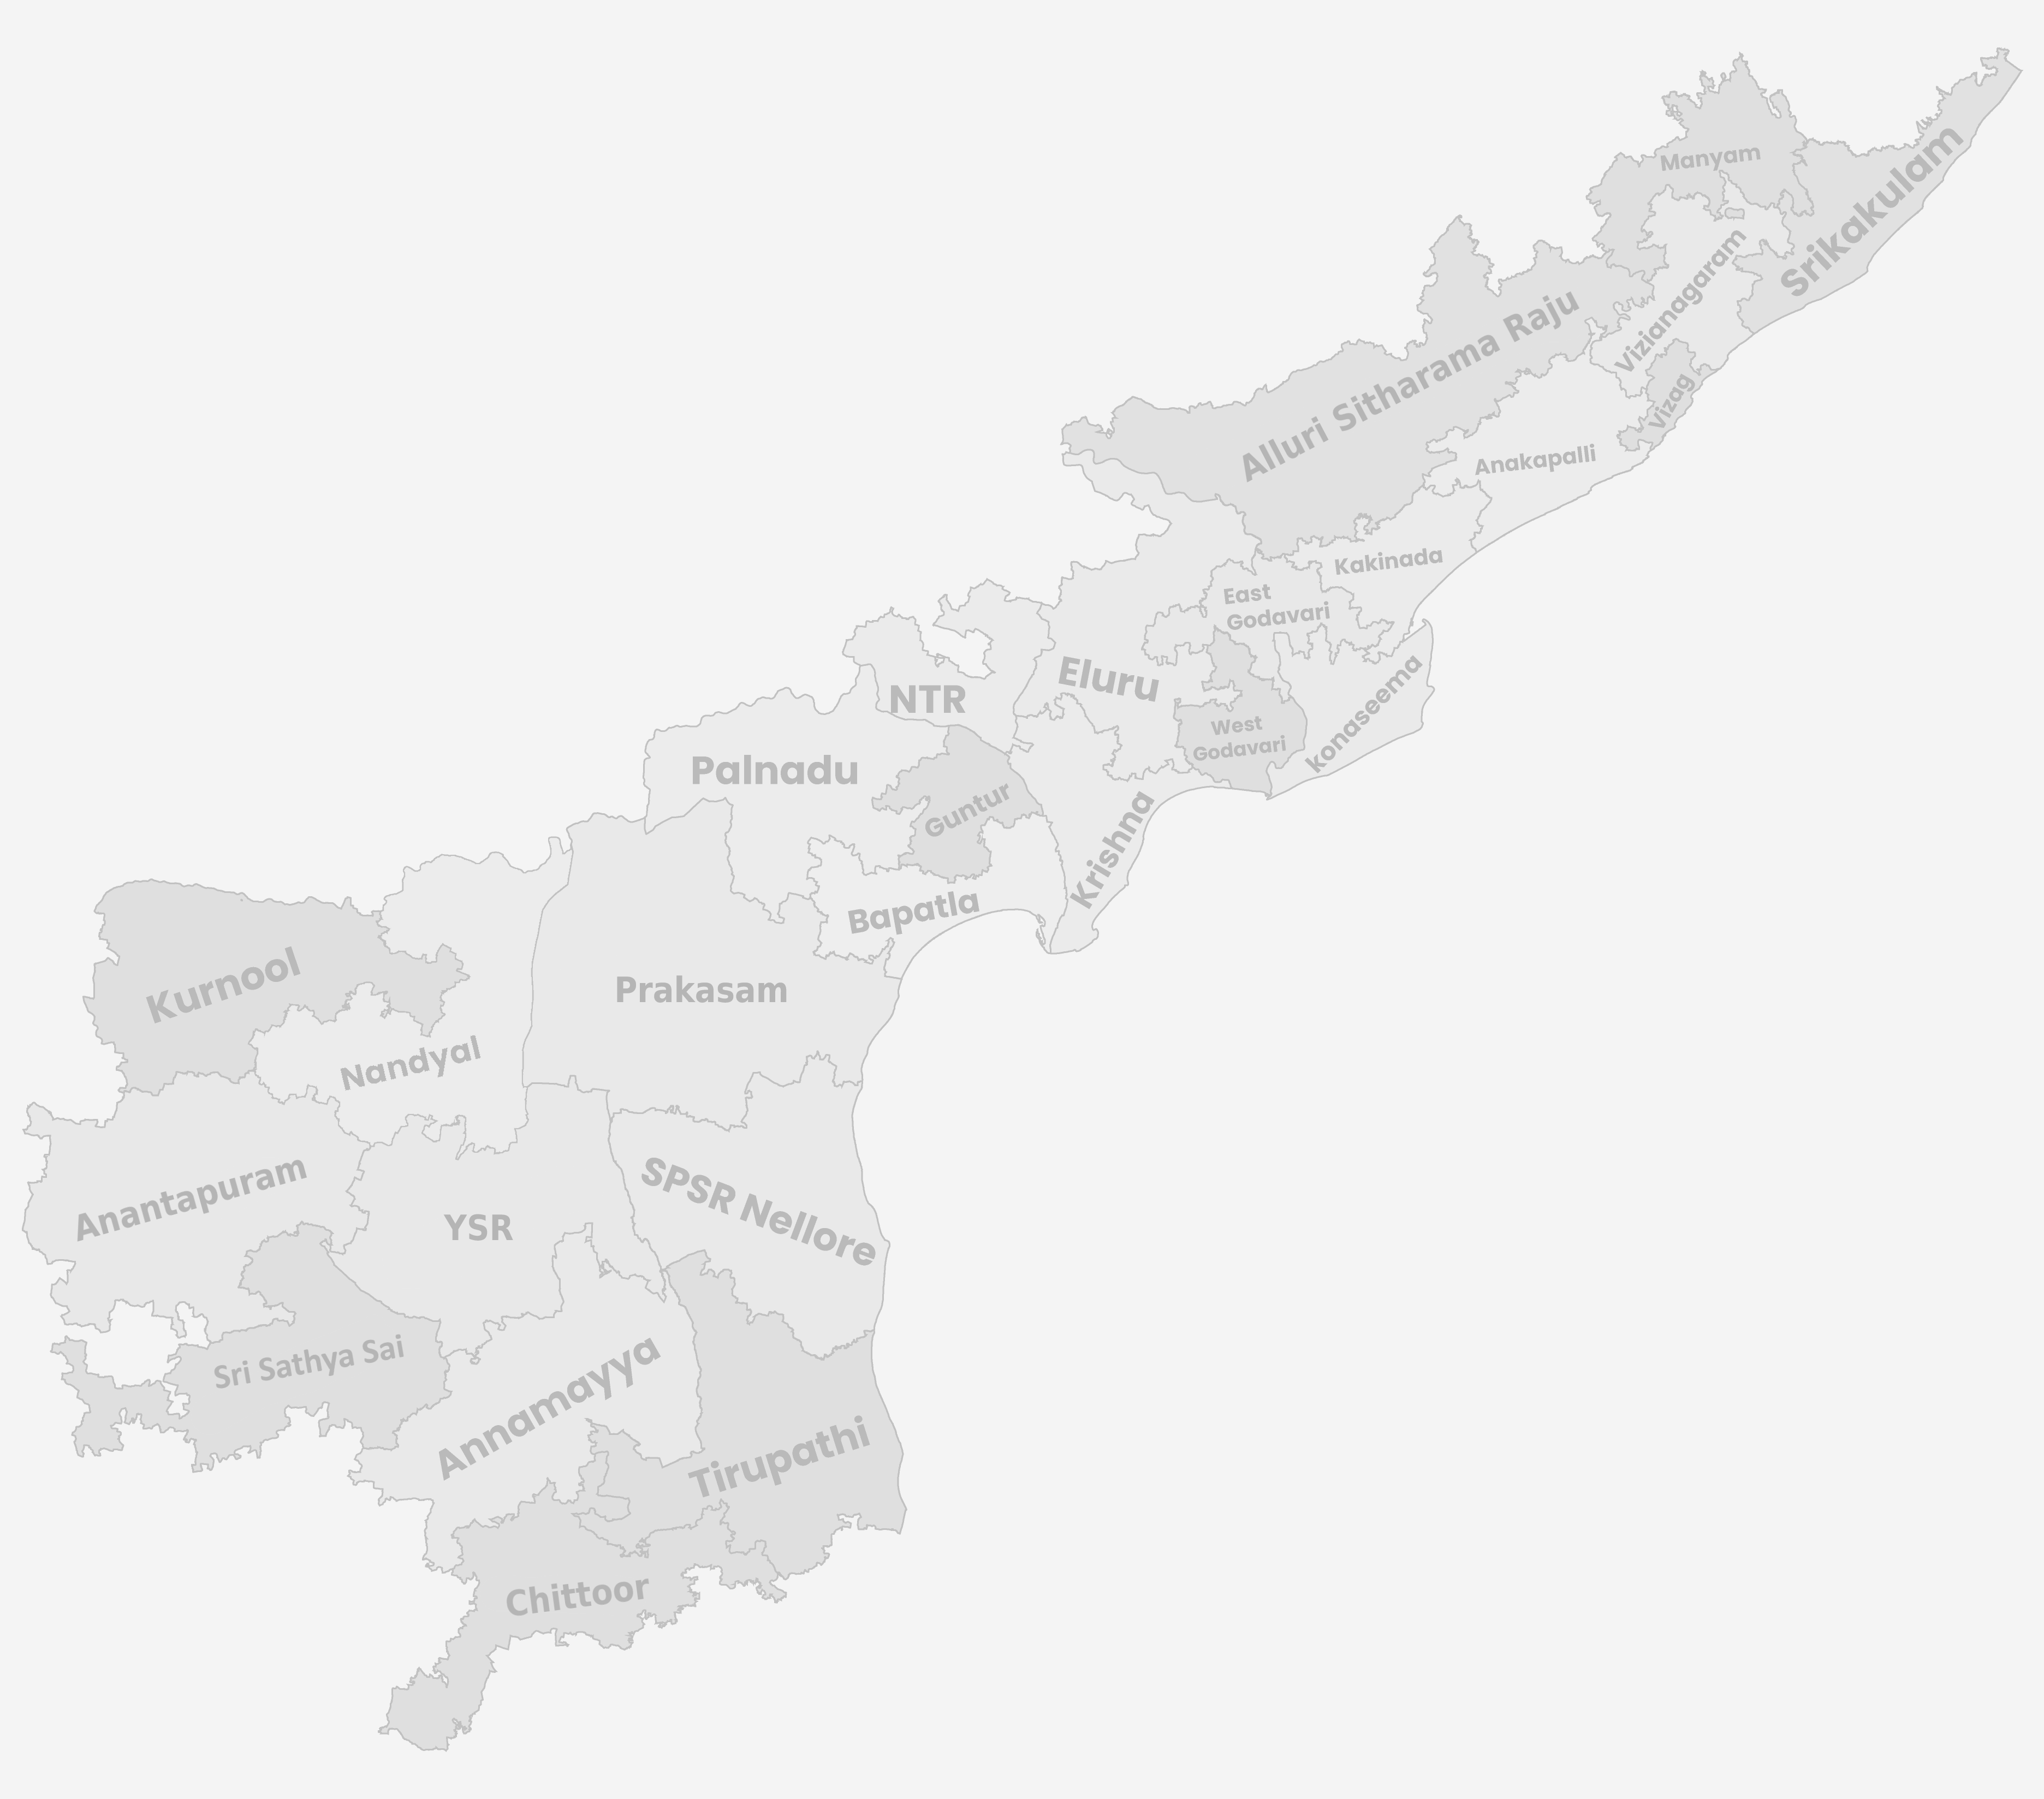 Manyam
Srikakulam
Vizianagaram
Alluri Sitharama Raju
Vizag
Anakapalli
Kakinada
East
Godavari
Eluru
konaseema
NTR
West
Godavari
Palnadu
Guntur
Krishna
Bapatla
Kurnool
Prakasam
Nandyal
Anantapuram
YSR
SPSR Nellore
Sri Sathya Sai
Annamayya
Tirupathi
Chittoor